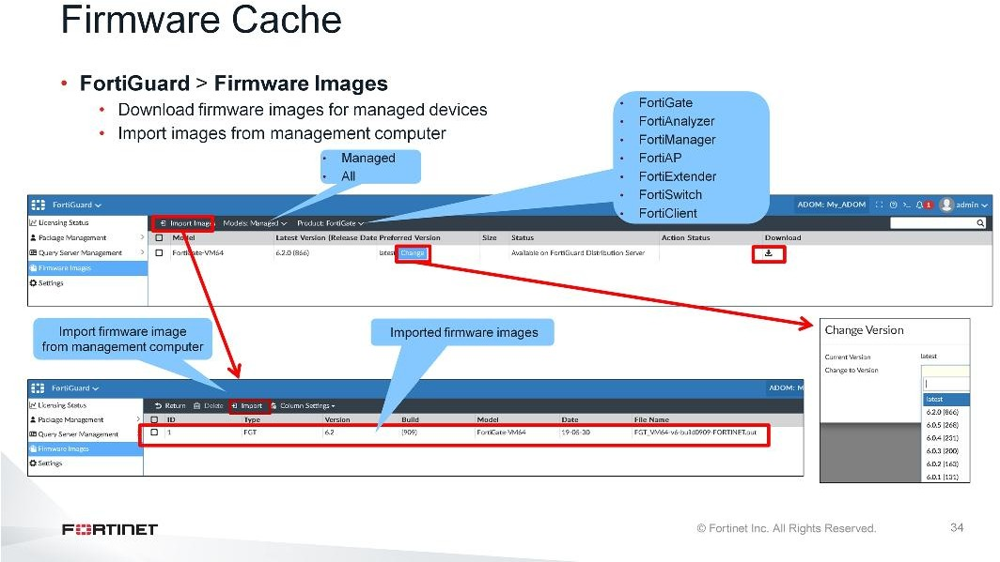 Firmware Cache
• FortiGuard > Firmware Images
• Download firmware images for managed devices
• Import images from management computer
• Managed
• All
• FortiGate
• FortiAnalyzer
• FortiManager
• FortiAP
• FortiExtender
• FortiSwitch
• FortiClient
FortiGuard
ADOM: My_ADOM
1
admin
Licensing Status
Package Management
Query Server Management
Firmware Images
Settings
Import Images Models: Managed Product: FortiGate
Model Latest Version (Release Date Preferred Version Size Status Action Status Download
FortiGate-VM64 6.2.0 (866) latest Change Available on FortiGuard Distribution Server
Import firmware image
from management computer
Imported firmware images
FortiGuard
ADOM: M
Licensing Status
Package Management
Query Server Management
Firmware Images
Settings
Return Delete Import Column Settings
ID Type Version Build Model Date File Name
1 FGT 6.2 (909) FortiGate-VM64 19-05-30 FGT_VM64-v6-build0909-FORTINET.out
Change Version
Current Version latest
Change to Version
latest
6.2.0 (866)
6.0.5 (268)
6.0.4 (231)
6.0.3 (200)
6.0.2 (163)
6.0.1 (131)
FORTINET
© Fortinet Inc. All Rights Reserved.
34